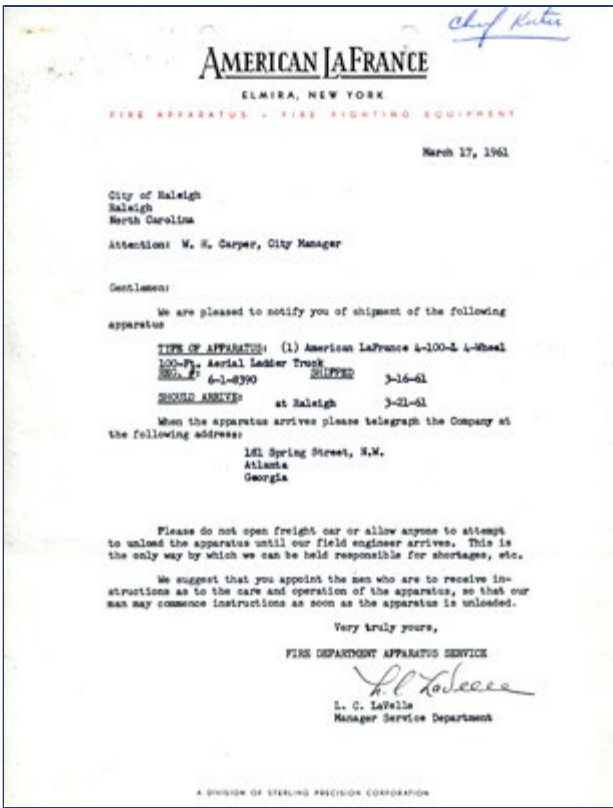 Chief Keeter
AMERICAN LAFRANCE
ELMIRA, NEW YORK
FIRE APPARATUS - FIRE FIGHTING EQUIPMENT
March 17, 1961
City of Raleigh
Raleigh
North Carolina
Attention: W. H. Carper, City Manager
Gentlemen:
We are pleased to notify you of shipment of the following
apparatus
TYPE OF APPARATUS: (1) American LaFrance 4-100-L 4-Wheel
100-Ft. Aerial Ladder Truck
REG. #: 6-1-8390 SHIPPED 3-16-61
SHOULD ARRIVE: at Raleigh 3-21-61
When the apparatus arrives please telegraph the Company at
the following address:
181 Spring Street, N.W.
Atlanta
Georgia
Please do not open freight car or allow anyone to attempt
to unload the apparatus until our field engineer arrives. This is
the only way by which we can be held responsible for shortages, etc.
We suggest that you appoint the men who are to receive in-
structions as to the care and operation of the apparatus, so that our
man may commence instructions as soon as the apparatus is unloaded.
Very truly yours,
FIRE DEPARTMENT APPARATUS SERVICE
L. C. LaVelle
L. C. LaVelle
Manager Service Department
A DIVISION OF STERLING PRECISION CORPORATION